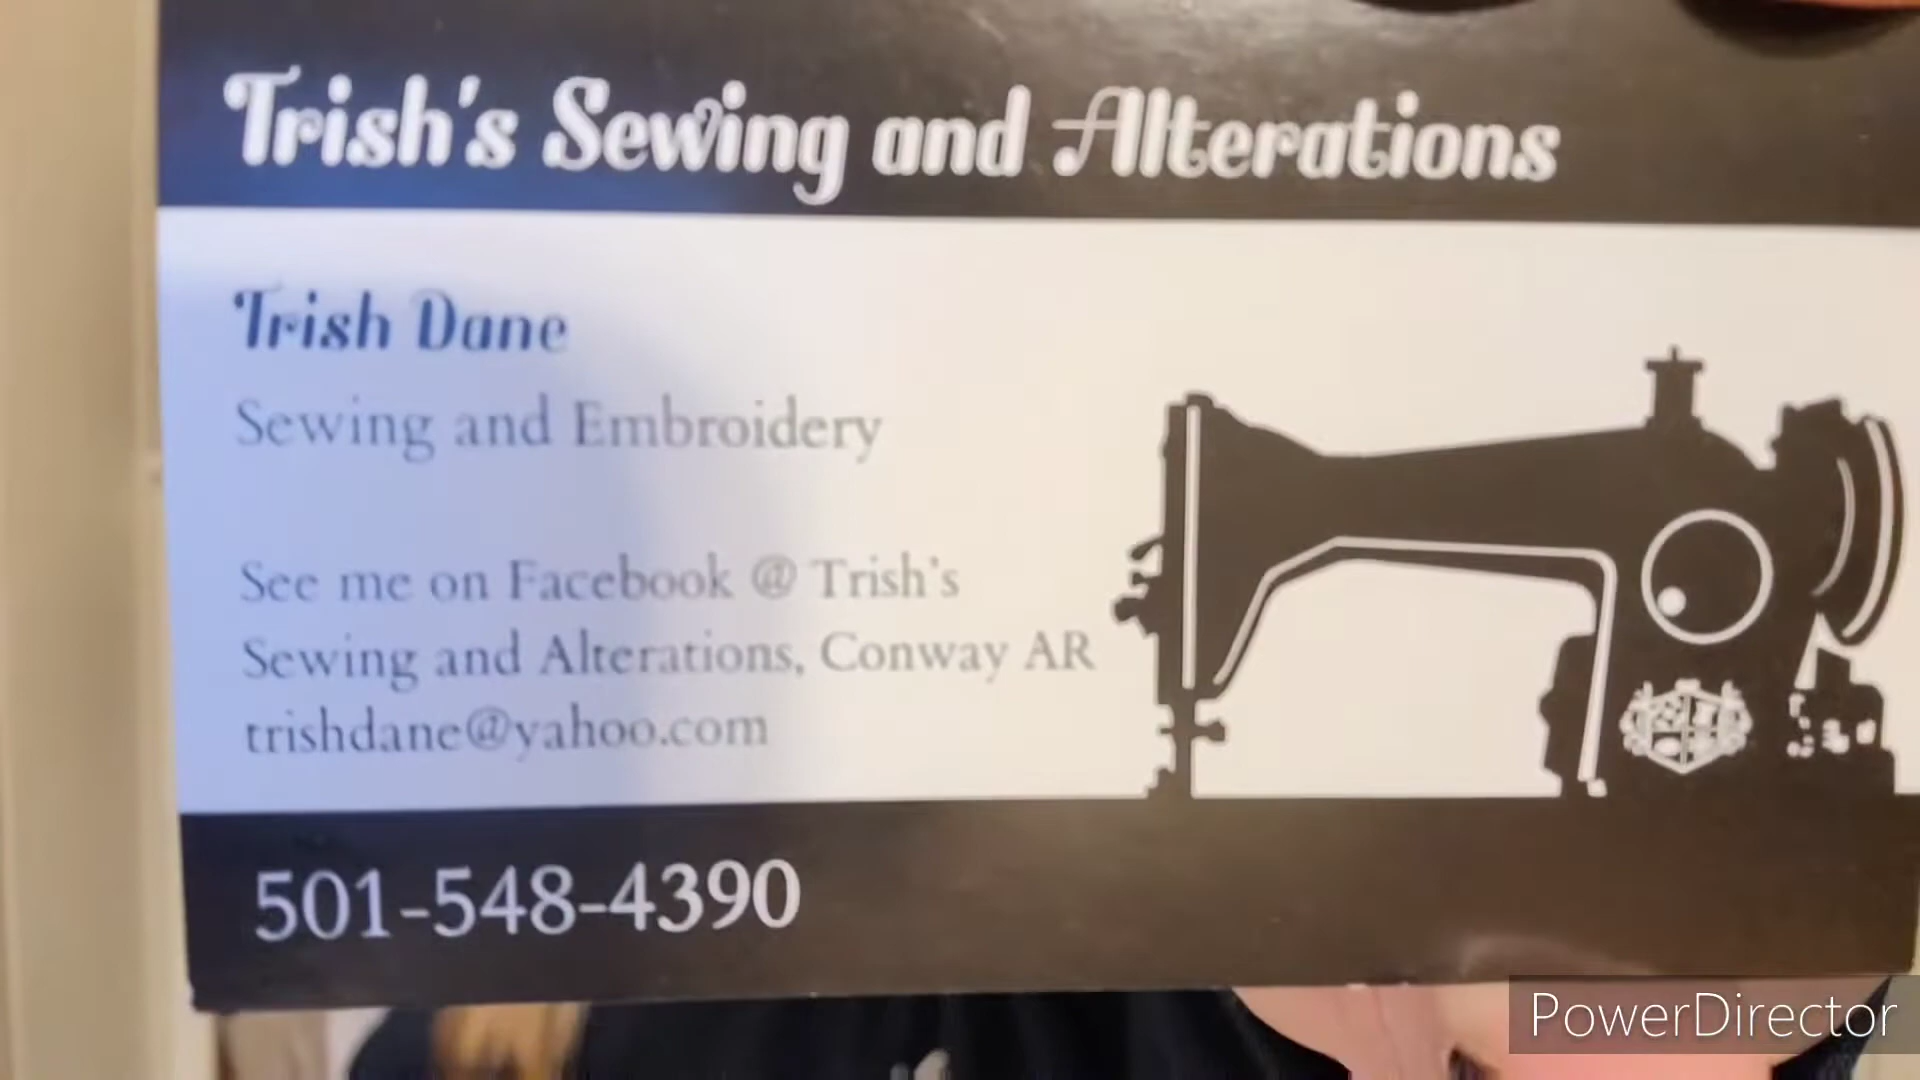 Trish's Sewing and Alterations
Trish Dane
Sewing and Embroidery
See me on Facebook @ Trish's
Sewing and Alterations, Conway AR
trishdane@yahoo.com
501-548-4390
PowerDirector